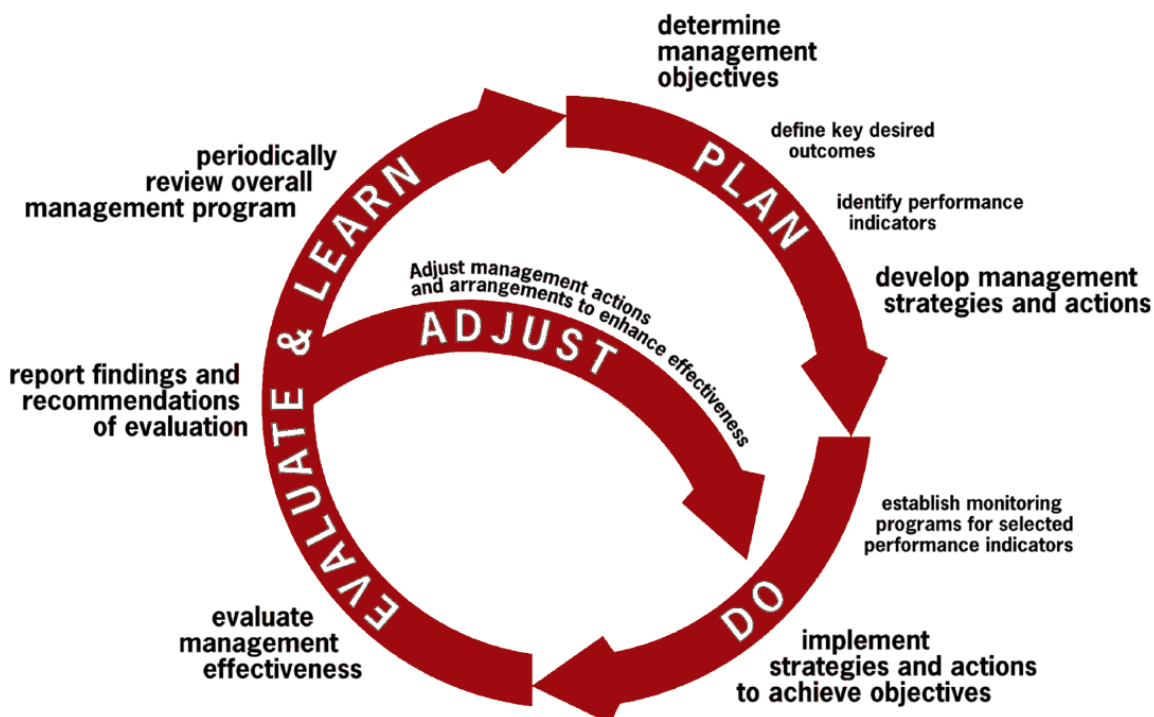 determine
management
objectives
define key desired
outcomes
PLAN
identify performance
indicators
develop management
strategies and actions
establish monitoring
programs for selected
performance indicators
DO
implement
strategies and actions
to achieve objectives
evaluate
management
effectiveness
EVALUATE & LEARN
report findings and
recommendations
of evaluation
periodically
review overall
management program
Adjust management actions
and arrangements to enhance effectiveness
ADJUST